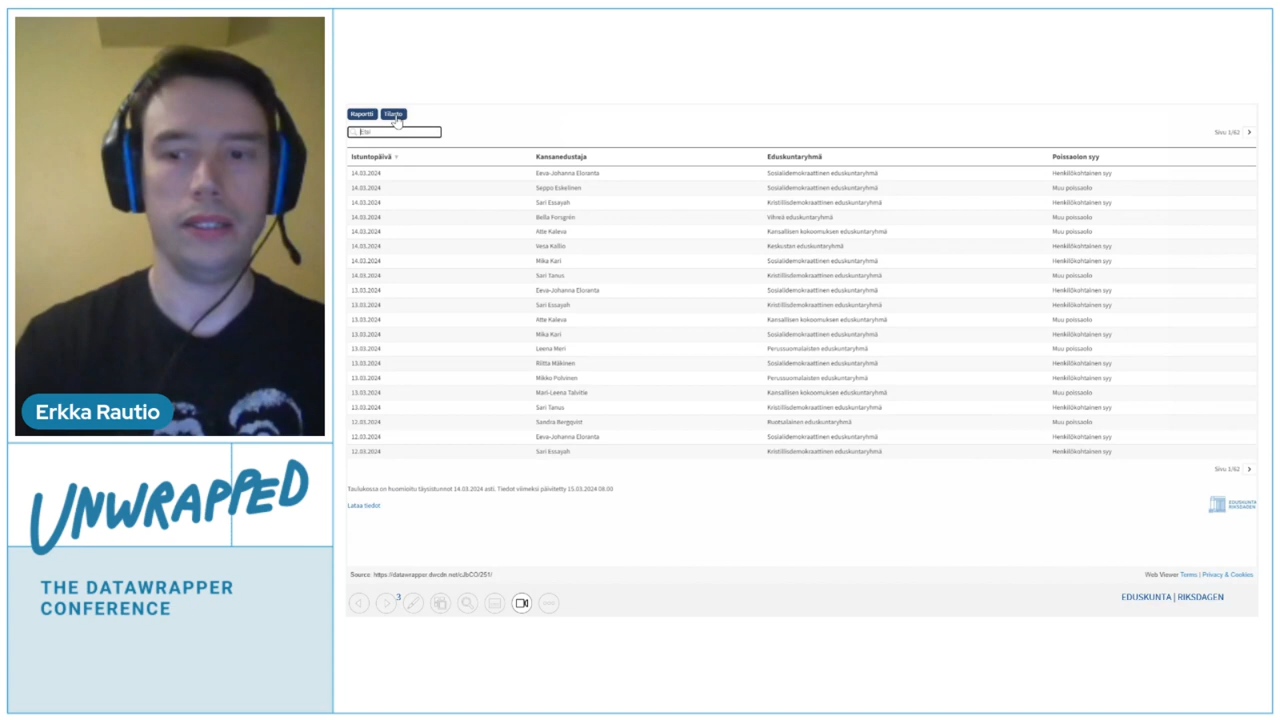 Erkka Rautio
UNWRAPPED
THE DATAWRAPPER
CONFERENCE
Raportti Tilasto
Etsi
Sivu 1/62
Istuntopäivä Kansanedustaja Eduskuntaryhmä Poissaolon syy
14.03.2024 Eeva-Johanna Eloranta Sosialidemokraattinen eduskuntaryhmä Henkilökohtainen syy
14.03.2024 Seppo Eskelinen Sosialidemokraattinen eduskuntaryhmä Muu poissaolo
14.03.2024 Sari Essayah Kristillisdemokraattinen eduskuntaryhmä Henkilökohtainen syy
14.03.2024 Bella Forsgrén Vihreä eduskuntaryhmä Muu poissaolo
14.03.2024 Atte Kaleva Kansallisen kokoomuksen eduskuntaryhmä Muu poissaolo
14.03.2024 Vesa Kallio Keskustan eduskuntaryhmä Henkilökohtainen syy
14.03.2024 Mika Kari Sosialidemokraattinen eduskuntaryhmä Henkilökohtainen syy
14.03.2024 Sari Tanus Kristillisdemokraattinen eduskuntaryhmä Muu poissaolo
13.03.2024 Eeva-Johanna Eloranta Sosialidemokraattinen eduskuntaryhmä Henkilökohtainen syy
13.03.2024 Sari Essayah Kristillisdemokraattinen eduskuntaryhmä Henkilökohtainen syy
13.03.2024 Atte Kaleva Kansallisen kokoomuksen eduskuntaryhmä Muu poissaolo
13.03.2024 Mika Kari Sosialidemokraattinen eduskuntaryhmä Henkilökohtainen syy
13.03.2024 Leena Meri Perussuomalaisten eduskuntaryhmä Muu poissaolo
13.03.2024 Riitta Mäkinen Sosialidemokraattinen eduskuntaryhmä Henkilökohtainen syy
13.03.2024 Mikko Polvinen Perussuomalaisten eduskuntaryhmä Henkilökohtainen syy
13.03.2024 Mari-Leena Talvitie Kansallisen kokoomuksen eduskuntaryhmä Muu poissaolo
13.03.2024 Sari Tanus Kristillisdemokraattinen eduskuntaryhmä Henkilökohtainen syy
12.03.2024 Sandra Bergqvist Ruotsalainen eduskuntaryhmä Muu poissaolo
12.03.2024 Eeva-Johanna Eloranta Sosialidemokraattinen eduskuntaryhmä Henkilökohtainen syy
12.03.2024 Sari Essayah Kristillisdemokraattinen eduskuntaryhmä Henkilökohtainen syy
Sivu 1/62
Taulukossa on huomioitu täysistunnot 14.03.2024 asti. Tiedot viimeksi päivitetty 15.03.2024 08.00
Lataa tiedot
EDUSKUNTA
RIKSDAGEN
Source: https://datawrapper.dwcdn.net/cJbCO/251/
Web Viewer Terms | Privacy & Cookies
3
EDUSKUNTA | RIKSDAGEN